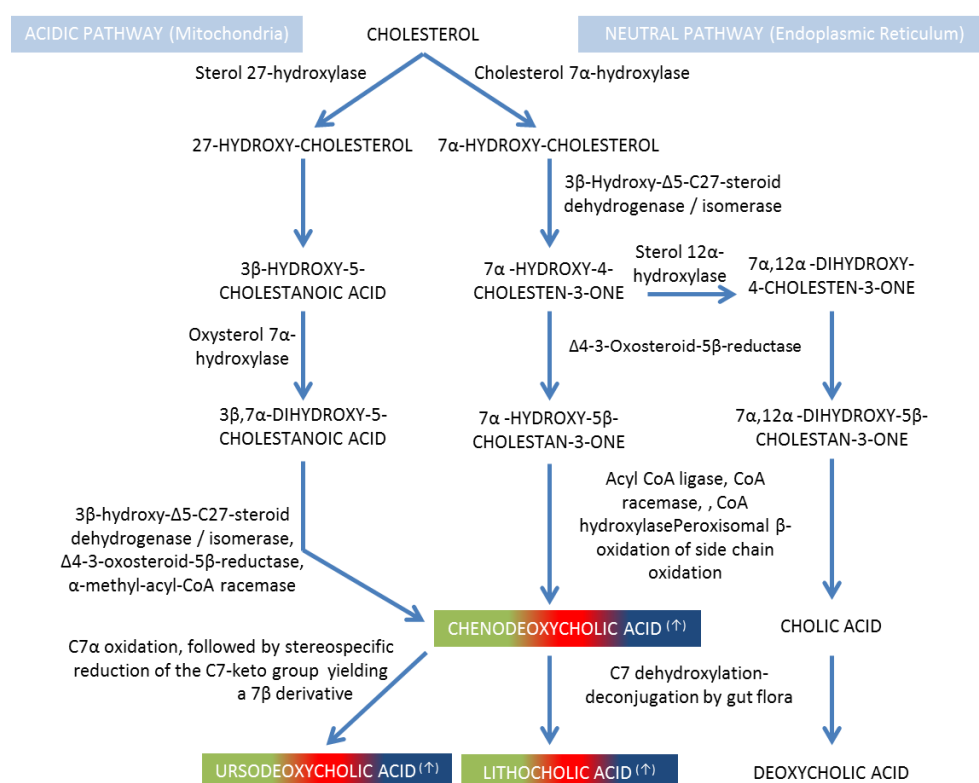 ACIDIC PATHWAY (Mitochondria)
CHOLESTEROL
NEUTRAL PATHWAY (Endoplasmic Reticulum)
Sterol 27-hydroxylase
Cholesterol 7α-hydroxylase
27-HYDROXY-CHOLESTEROL
7α-HYDROXY-CHOLESTEROL
3β-Hydroxy-Δ5-C27-steroid
dehydrogenase / isomerase
3β-HYDROXY-5-
CHOLESTANOIC ACID
7α -HYDROXY-4-
CHOLESTEN-3-ONE
Sterol 12α-
hydroxylase
7α,12α -DIHYDROXY-
4-CHOLESTEN-3-ONE
Oxysterol 7α-
hydroxylase
Δ4-3-Oxosteroid-5β-reductase
3β,7α-DIHYDROXY-5-
CHOLESTANOIC ACID
7α -HYDROXY-5β-
CHOLESTAN-3-ONE
7α,12α -DIHYDROXY-5β-
CHOLESTAN-3-ONE
3β-hydroxy-Δ5-C27-steroid
dehydrogenase / isomerase,
Δ4-3-oxosteroid-5β-reductase,
α-methyl-acyl-CoA racemase
Acyl CoA ligase, CoA
racemase, , CoA
hydroxylasePeroxisomal β-
oxidation of side chain
oxidation
CHENODEOXYCHOLIC ACID (↑)
CHOLIC ACID
C7α oxidation, followed by stereospecific
reduction of the C7-keto group yielding
a 7β derivative
C7 dehydroxylation-
deconjugation by gut flora
URSODEOXYCHOLIC ACID (↑)
LITHOCHOLIC ACID (↑)
DEOXYCHOLIC ACID